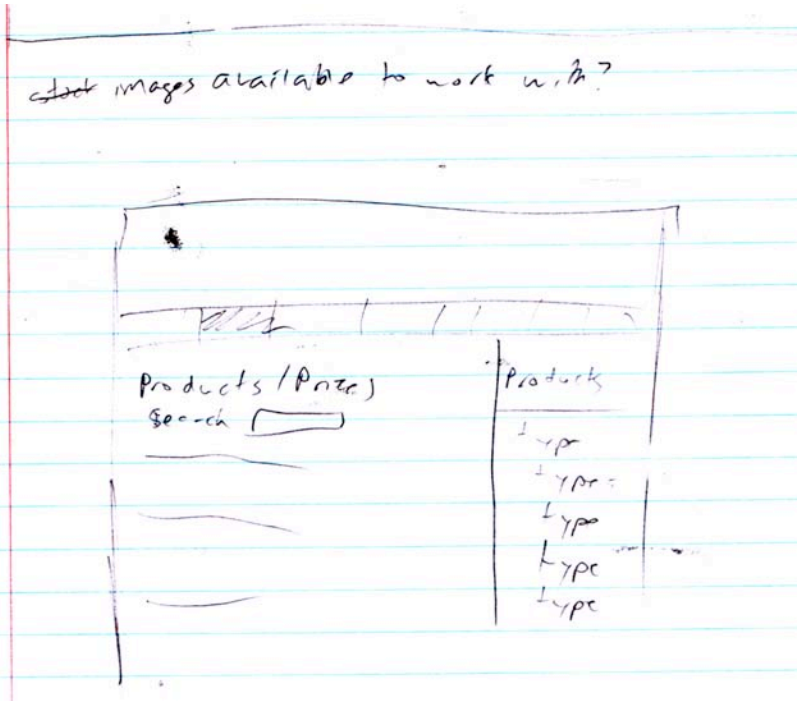 images available to work with?
Products / Prizes
Search
Products
type
type
type
type
type